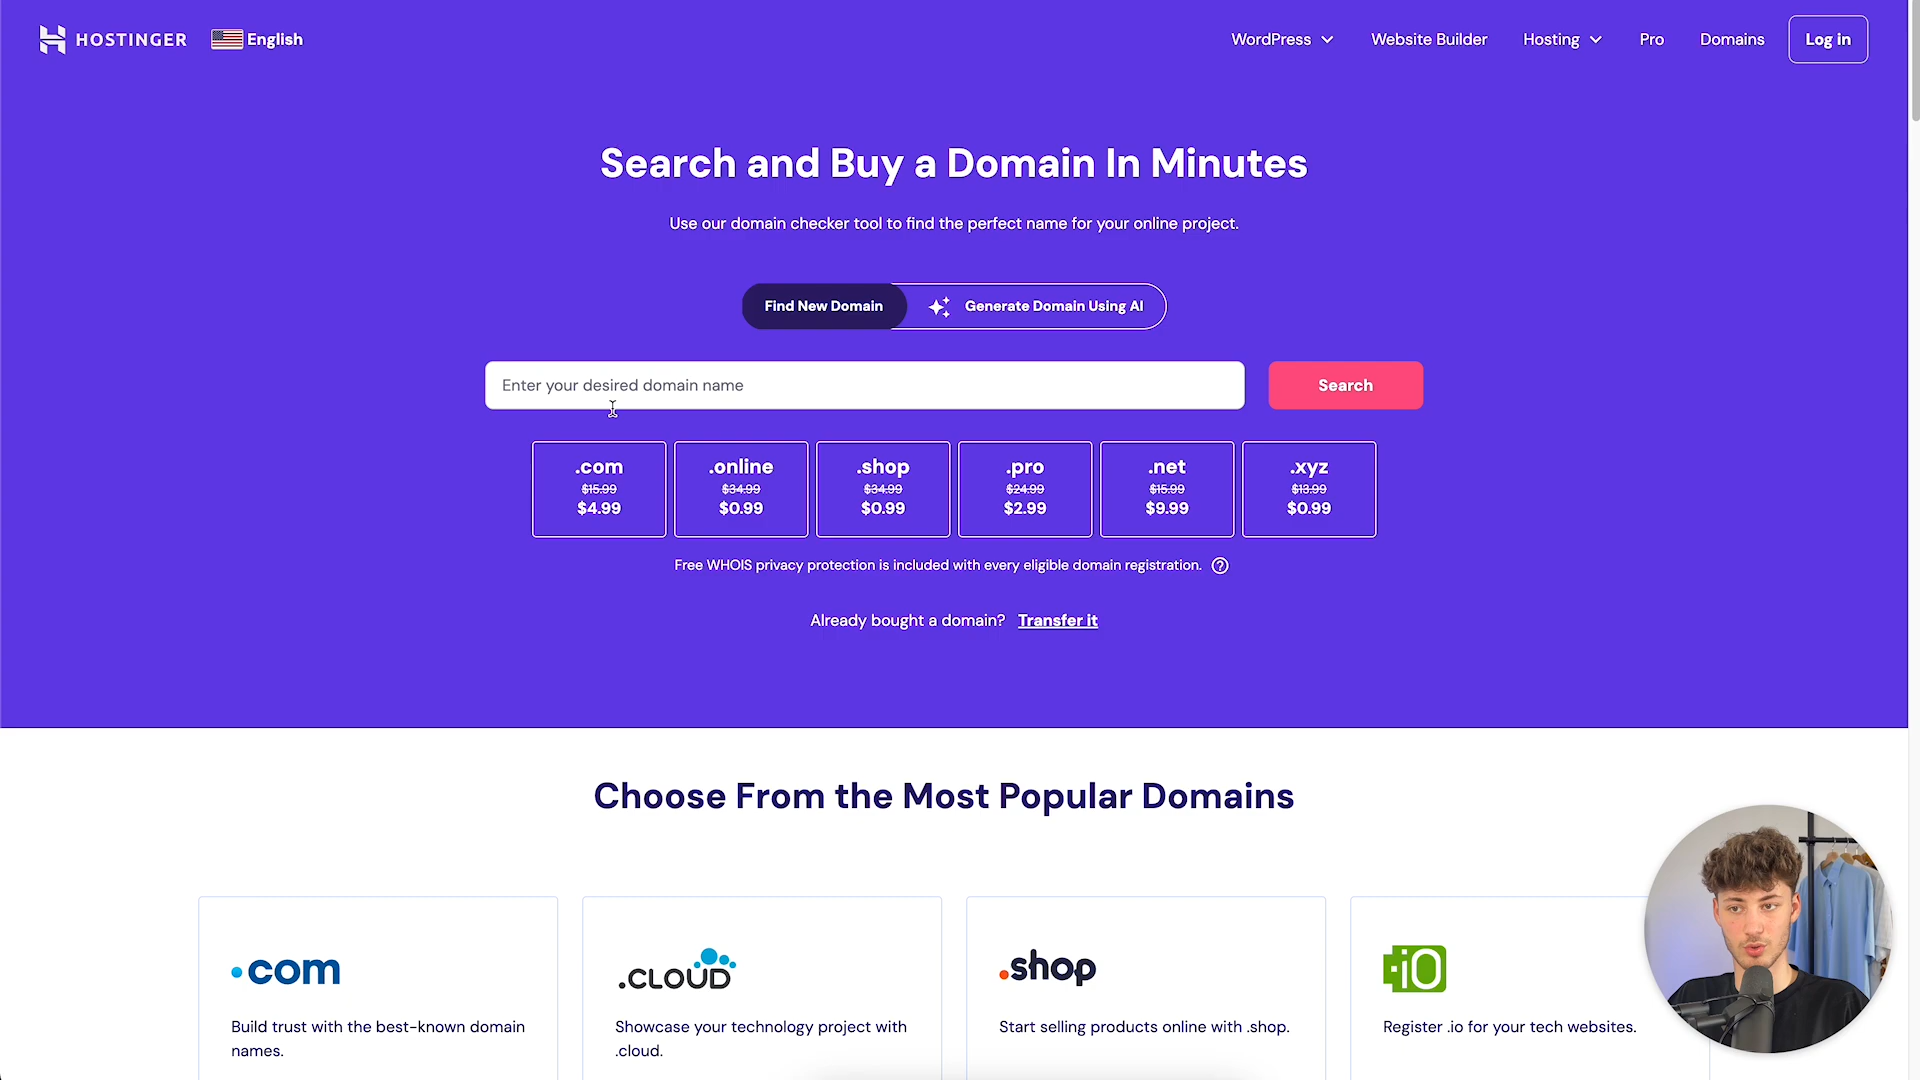 HOSTINGER
English
WordPress
Website Builder
Hosting
Pro
Domains
Log in
Search and Buy a Domain In Minutes
Use our domain checker tool to find the perfect name for your online project.
Find New Domain
Generate Domain Using AI
Enter your desired domain name
Search
.com
$15.99
$4.99
.online
$34.99
$0.99
.shop
$34.99
$0.99
.pro
$24.99
$2.99
.net
$15.99
$9.99
.xyz
$13.99
$0.99
Free WHOIS privacy protection is included with every eligible domain registration.
Already bought a domain? Transfer it
Choose From the Most Popular Domains
.com
Build trust with the best-known domain
names.
.CLOUD
Showcase your technology project with
.cloud.
.shop
Start selling products online with .shop.
.iO
Register .io for your tech websites.